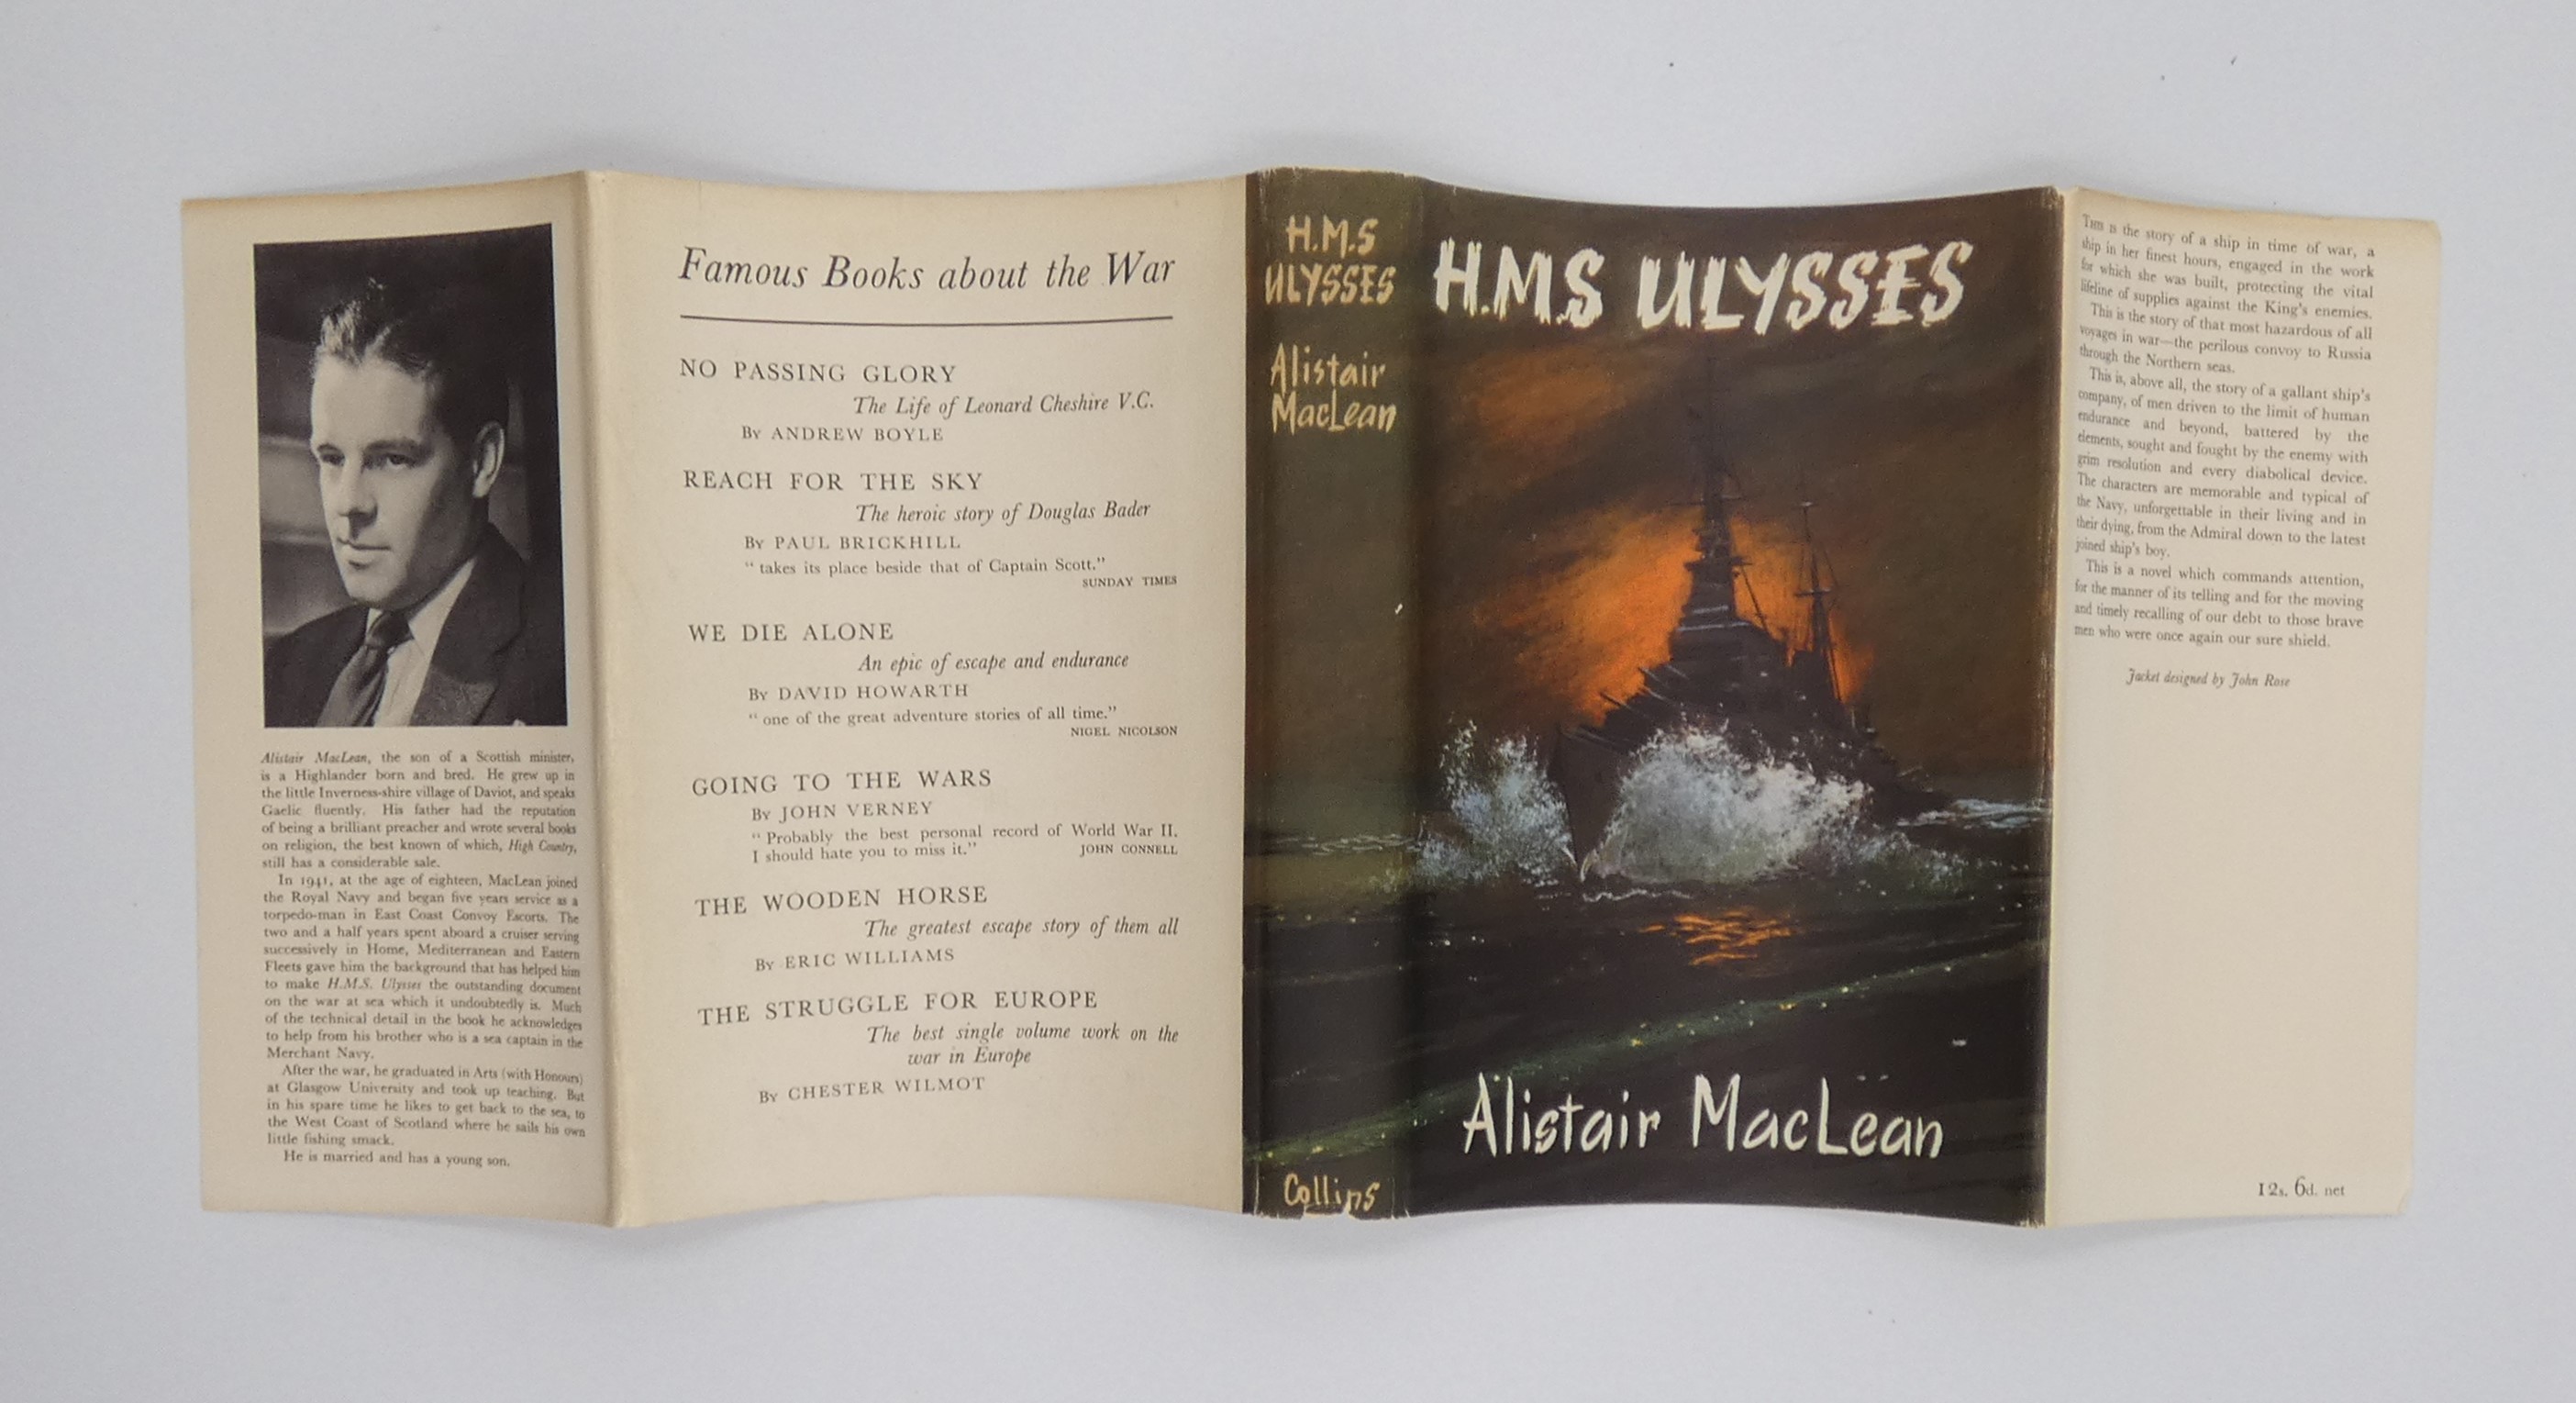 Alistair MacLean, the son of a Scottish minister,
is a Highlander born and bred. He grew up in
the little Inverness-shire village of Daviot, and speaks
Gaelic fluently. His father had the reputation
of being a brilliant preacher and wrote several books
on religion, the best known of which, High Country,
still has a considerable sale.
In 1941, at the age of eighteen, MacLean joined
the Royal Navy and began five years service as a
torpedo-man in East Coast Convoy Escorts. The
two and a half years spent aboard a cruiser serving
successively in Home, Mediterranean and Eastern
Fleets gave him the background that has helped him
to make H.M.S. Ulysses the outstanding document
on the war at sea which it undoubtedly is. Much
of the technical detail in the book he acknowledges
to help from his brother who is a sea captain in the
Merchant Navy.
After the war, he graduated in Arts (with Honours)
at Glasgow University and took up teaching. But
in his spare time he likes to get back to the sea, to
the West Coast of Scotland where he sails his own
little fishing smack.
He is married and has a young son.
Famous Books about the War
NO PASSING GLORY
The Life of Leonard Cheshire V.C.
By ANDREW BOYLE
REACH FOR THE SKY
The heroic story of Douglas Bader
By PAUL BRICKHILL
“ takes its place beside that of Captain Scott.”
SUNDAY TIMES
WE DIE ALONE
An epic of escape and endurance
By DAVID HOWARTH
“ one of the great adventure stories of all time.”
NIGEL NICOLSON
GOING TO THE WARS
By JOHN VERNEY
“ Probably the best personal record of World War II.
I should hate you to miss it.” JOHN CONNELL
THE WOODEN HORSE
The greatest escape story of them all
By ERIC WILLIAMS
THE STRUGGLE FOR EUROPE
The best single volume work on the
war in Europe
By CHESTER WILMOT
H.M.S
ULYSSES
Alistair
MacLean
Collins
H.M.S ULYSSES
Alistair MacLean
THIS is the story of a ship in time of war, a
ship in her finest hours, engaged in the work
for which she was built, protecting the vital
lifeline of supplies against the King's enemies.
This is the story of that most hazardous of all
voyages in war—the perilous convoy to Russia
through the Northern seas.
This is, above all, the story of a gallant ship's
company, of men driven to the limit of human
endurance and beyond, battered by the
elements, sought and fought by the enemy with
grim resolution and every diabolical device.
The characters are memorable and typical of
the Navy, unforgettable in their living and in
their dying, from the Admiral down to the latest
joined ship's boy.
This is a novel which commands attention,
for the manner of its telling and for the moving
and timely recalling of our debt to those brave
men who were once again our sure shield.
Jacket designed by John Rose
12s. 6d. net